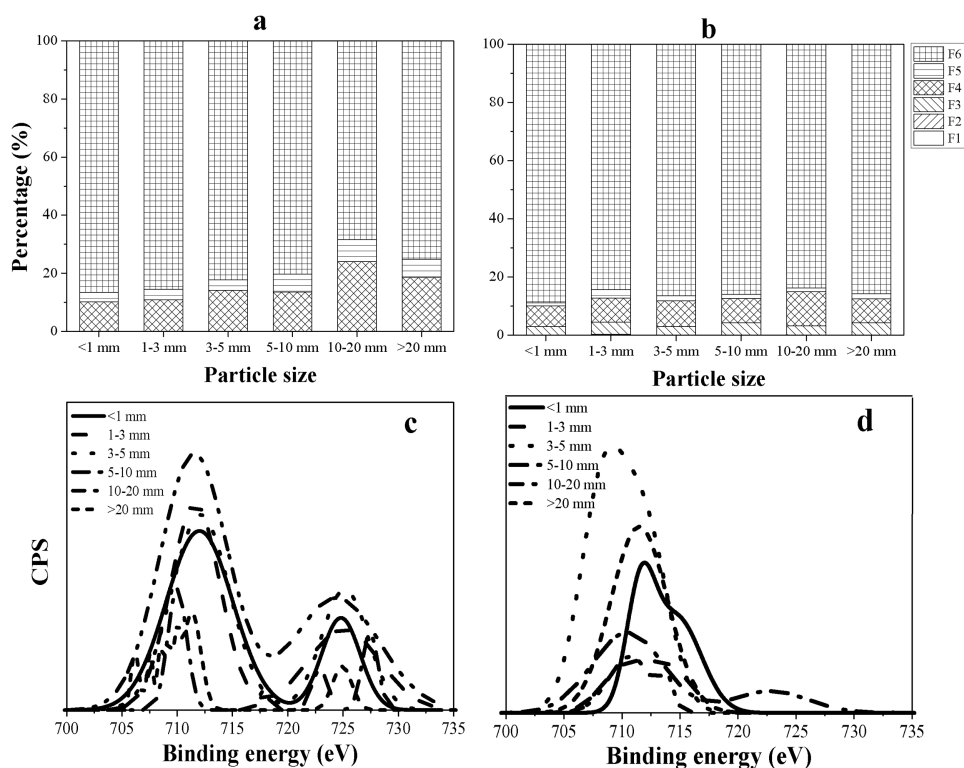 a
100
80
60
40
20
0
Percentage (%)
<1 mm 1-3 mm 3-5 mm 5-10 mm 10-20 mm >20 mm
Particle size
b
100
80
60
40
20
0
<1 mm 1-3 mm 3-5 mm 5-10 mm 10-20 mm >20 mm
Particle size
F6
F5
F4
F3
F2
F1
c
<1 mm
1-3 mm
3-5 mm
5-10 mm
10-20 mm
>20 mm
CPS
700 705 710 715 720 725 730 735
Binding energy (eV)
d
<1 mm
1-3 mm
3-5 mm
5-10 mm
10-20 mm
>20 mm
700 705 710 715 720 725 730 735
Binding energy (eV)